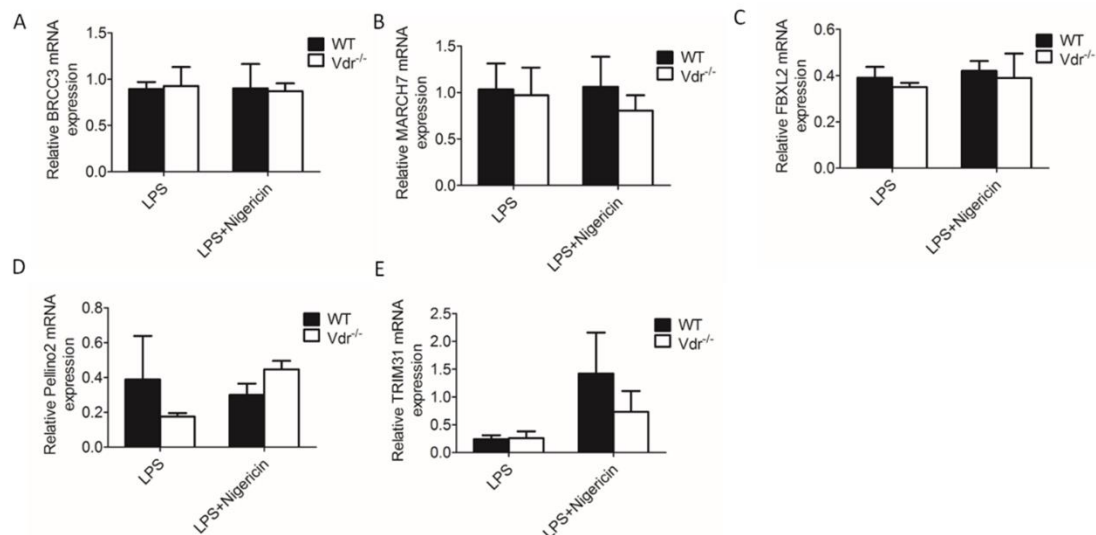 A
Relative BRCC3 mRNA
expression
1.5
1.0
0.5
0.0
WT
Vdr-/-
LPS
LPS+Nigericin
B
Relative MARCH7 mRNA
expression
1.5
1.0
0.5
0.0
WT
Vdr-/-
LPS
LPS+Nigericin
C
Relative FBXL2 mRNA
expression
0.6
0.4
0.2
0.0
WT
Vdr-/-
LPS
LPS+Nigericin
D
Relative Pellino2 mRNA
expression
0.8
0.6
0.4
0.2
0.0
WT
Vdr-/-
LPS
LPS+Nigericin
E
Relative TRIM31 mRNA
expression
2.5
2.0
1.5
1.0
0.5
0.0
WT
Vdr-/-
LPS
LPS+Nigericin